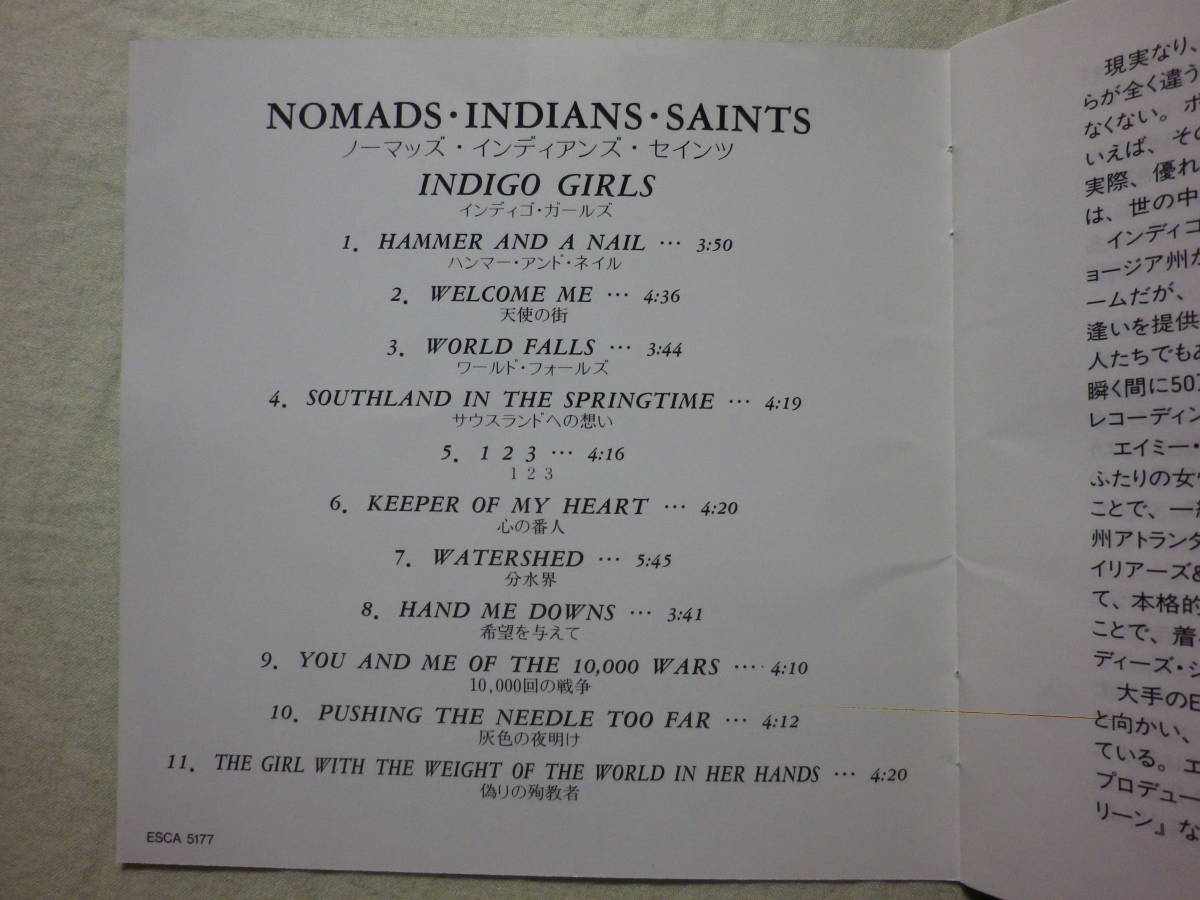 NOMADS・INDIANS・SAINTS
ノーマッズ・インディアンズ・セインツ
INDIGO GIRLS
インディゴ・ガールズ
1. HAMMER AND A NAIL … 3:50
ハンマー・アンド・ネイル
2. WELCOME ME … 4:36
天使の街
3. WORLD FALLS … 3:44
ワールド・フォールズ
4. SOUTHLAND IN THE SPRINGTIME … 4:19
サウスランドへの想い
5. 1 2 3 … 4:16
1 2 3
6. KEEPER OF MY HEART … 4:20
心の番人
7. WATERSHED … 5:45
分水界
8. HAND ME DOWNS … 3:41
希望を与えて
9. YOU AND ME OF THE 10,000 WARS … 4:10
10,000回の戦争
10. PUSHING THE NEEDLE TOO FAR … 4:12
灰色の夜明け
11. THE GIRL WITH THE WEIGHT OF THE WORLD IN HER HANDS … 4:20
偽りの殉教者
ESCA 5177
現実なり、
らが全く違う
なくない。ポ
いえば、その
実際、優れ
は、世の中
インディゴ
ョージア州か
ームだが、
逢いを提供
人たちでもあ
瞬く間に50万
レコーディン
エイミー・
ふたりの女性
ことで、一緒
州アトランタ
イリアーズ&
て、本格的
ことで、着
ディーズ・シ
大手のE
と向かい、
ている。エ
プロデュー
リーン』な